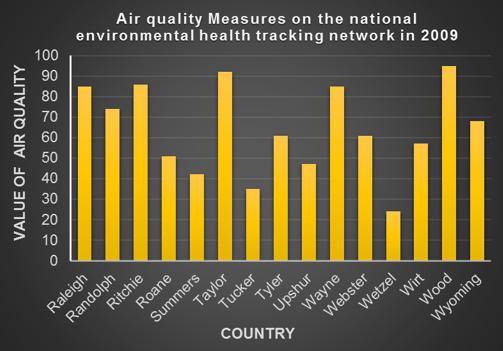 Air quality Measures on the national
environmental health tracking network in 2009
VALUE OF AIR QUALITY
100
90
80
70
60
50
40
30
20
10
0
Raleigh
Randolph
Ritchie
Roane
Summers
Taylor
Tucker
Tyler
Upshur
Wayne
Webster
Wetzel
Wirt
Wood
Wyoming
COUNTRY